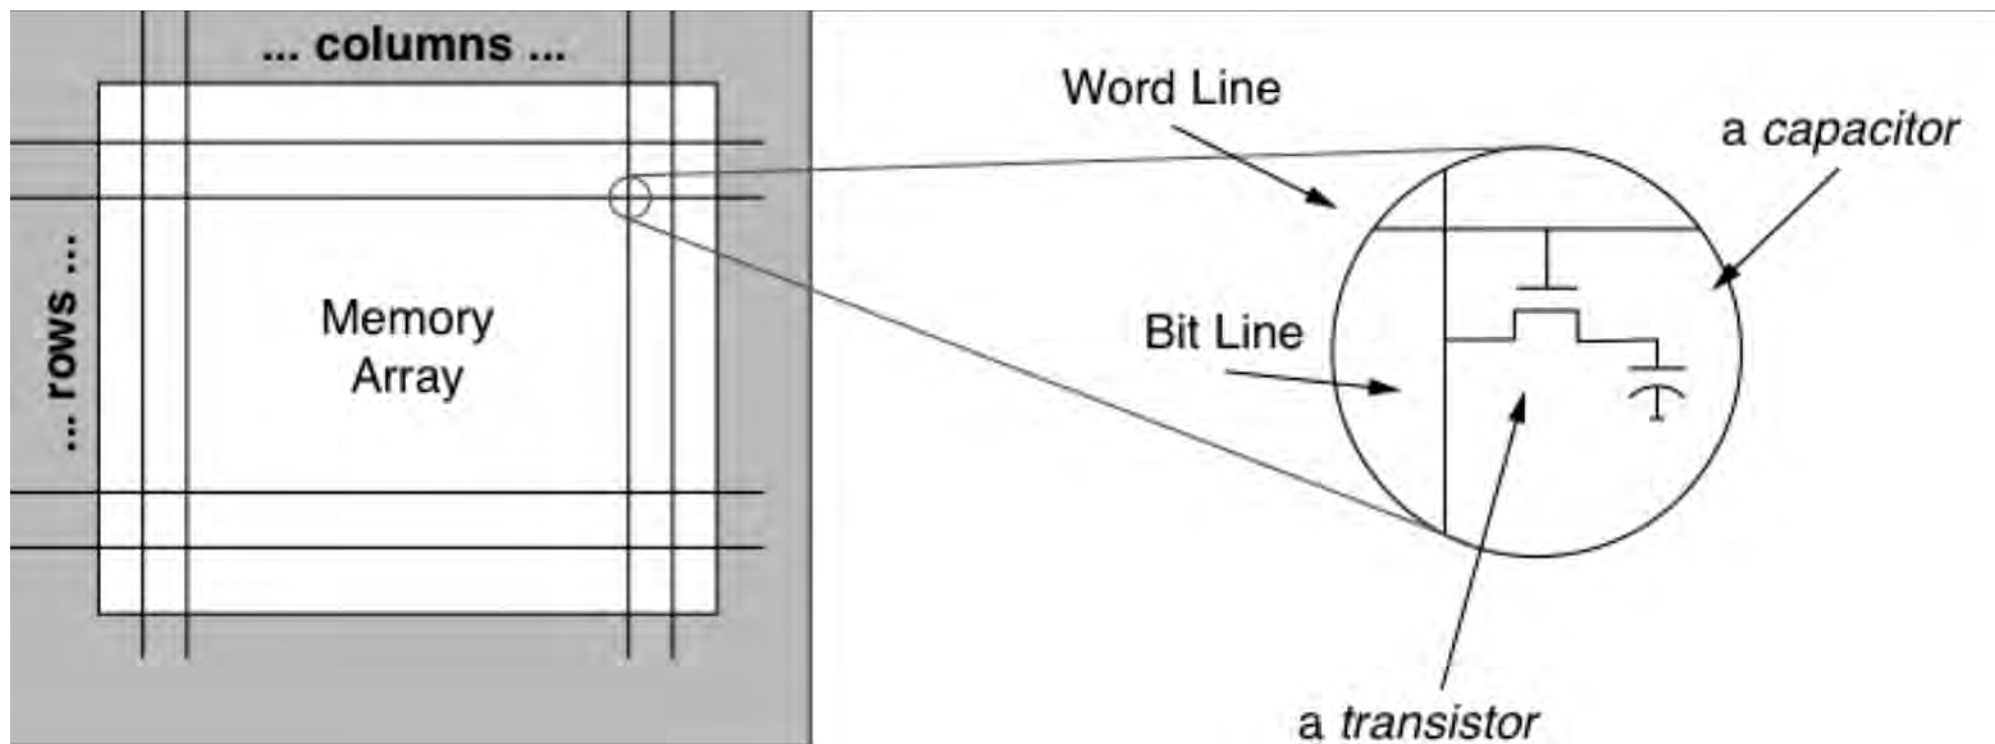 ... columns ...
... rows ...
Memory
Array
Word Line
a capacitor
Bit Line
a transistor